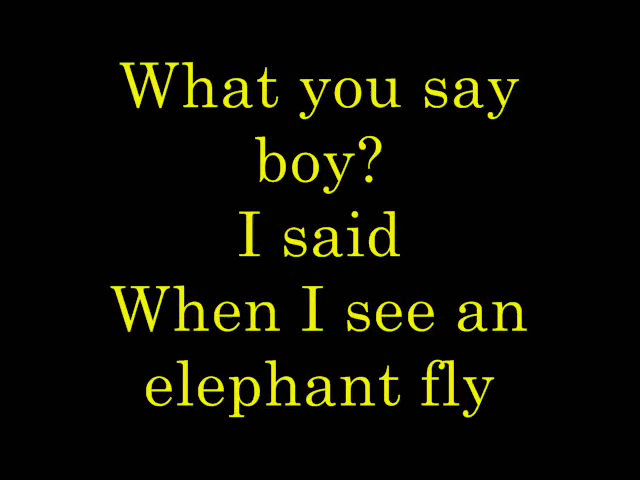 What you say
boy?
I said
When I see an
elephant fly